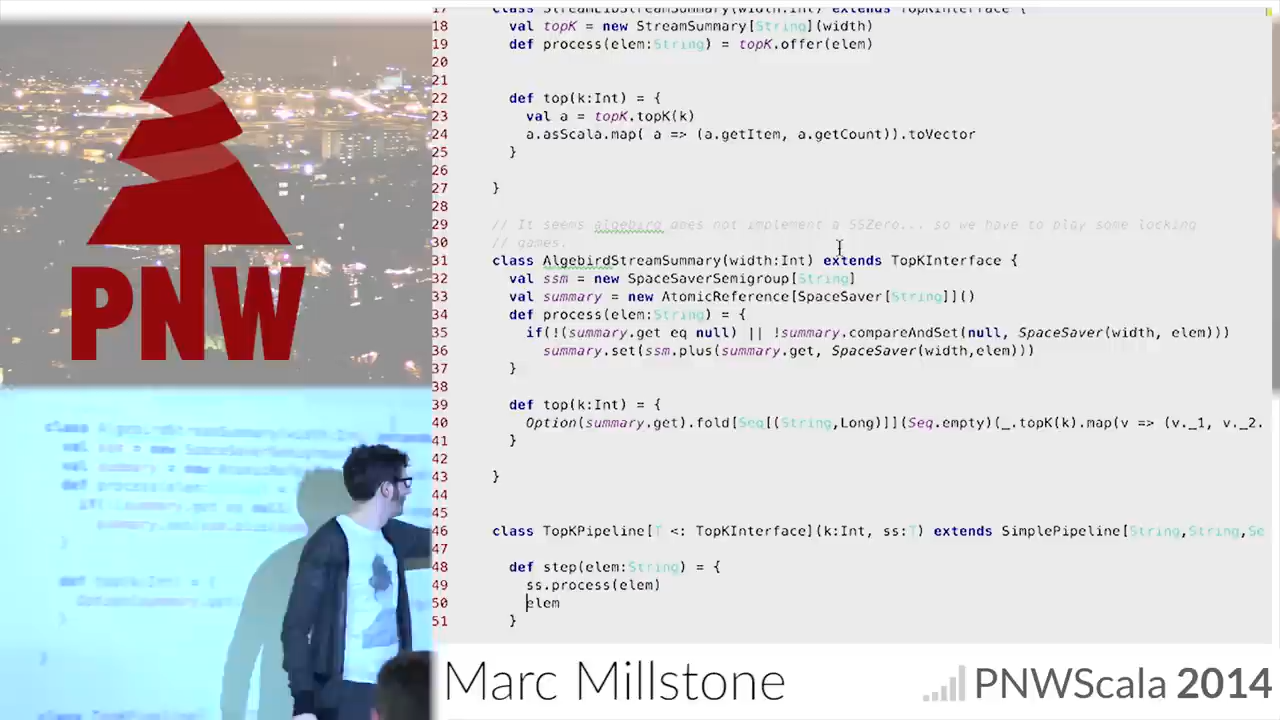 PNW
17 class StreamLibStreamSummary(width:Int) extends TopKInterface {
18 val topK = new StreamSummary[String](width)
19 def process(elem:String) = topK.offer(elem)
20
21
22 def top(k:Int) = {
23 val a = topK.topK(k)
24 a.asScala.map( a => (a.getItem, a.getCount)).toVector
25 }
26
27 }
28
29 // It seems algebird omes not implement a SSZero... so we have to play some locking
30 // games.
31 class AlgebirdStreamSummary(width:Int) extends TopKInterface {
32 val ssm = new SpaceSaverSemigroup[String]
33 val summary = new AtomicReference[SpaceSaver[String]]()
34 def process(elem:String) = {
35 if(!(summary.get eq null) || !summary.compareAndSet(null, SpaceSaver(width, elem)))
36 summary.set(ssm.plus(summary.get, SpaceSaver(width,elem)))
37 }
38
39 def top(k:Int) = {
40 Option(summary.get).fold[Seq[(String,Long)]](Seq.empty)(_.topK(k).map(v => (v._1, v._2.
41 }
42
43 }
44
45
46 class TopKPipeline[T <: TopKInterface](k:Int, ss:T) extends SimplePipeline[String,String,Se
47
48 def step(elem:String) = {
49 ss.process(elem)
50 elem
51 }
Marc Millstone
PNWScala 2014